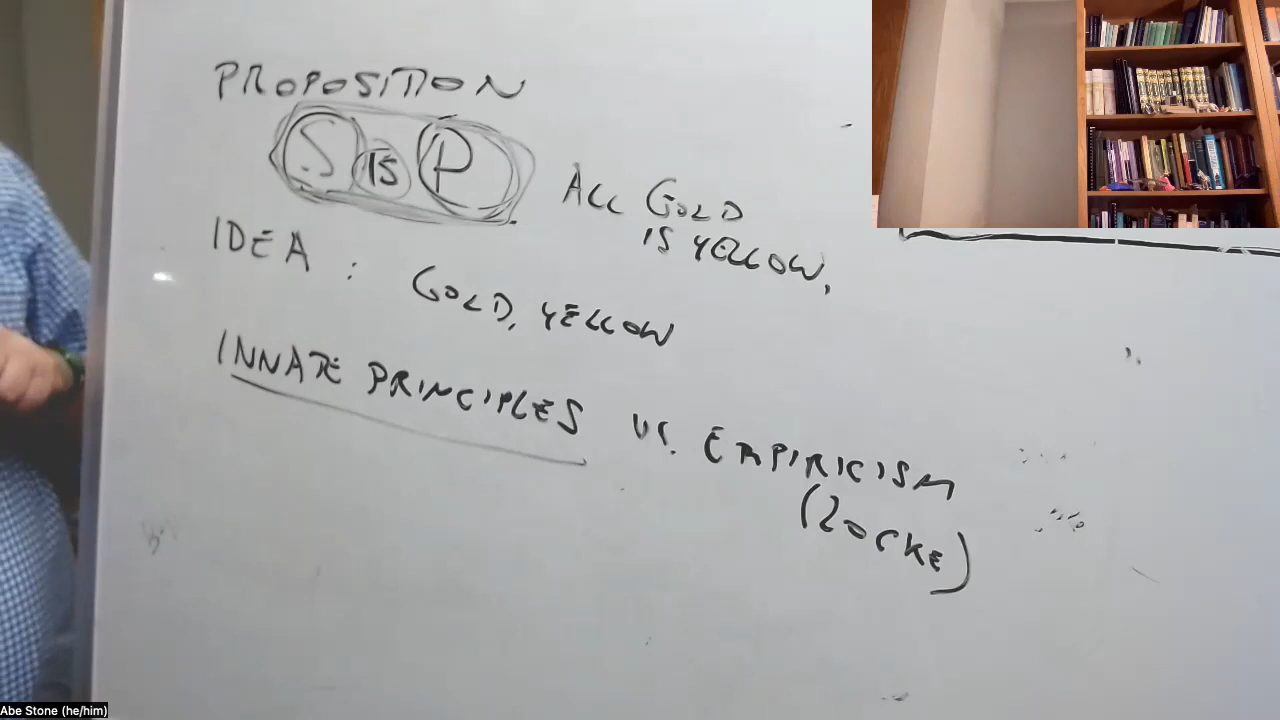 PROPOSITION
S IS P
ALL GOLD
IS YELLOW.
IDEA : GOLD, YELLOW
INNATE PRINCIPLES VS. EMPIRICISM
(LOCKE)
Abe Stone (he/him)